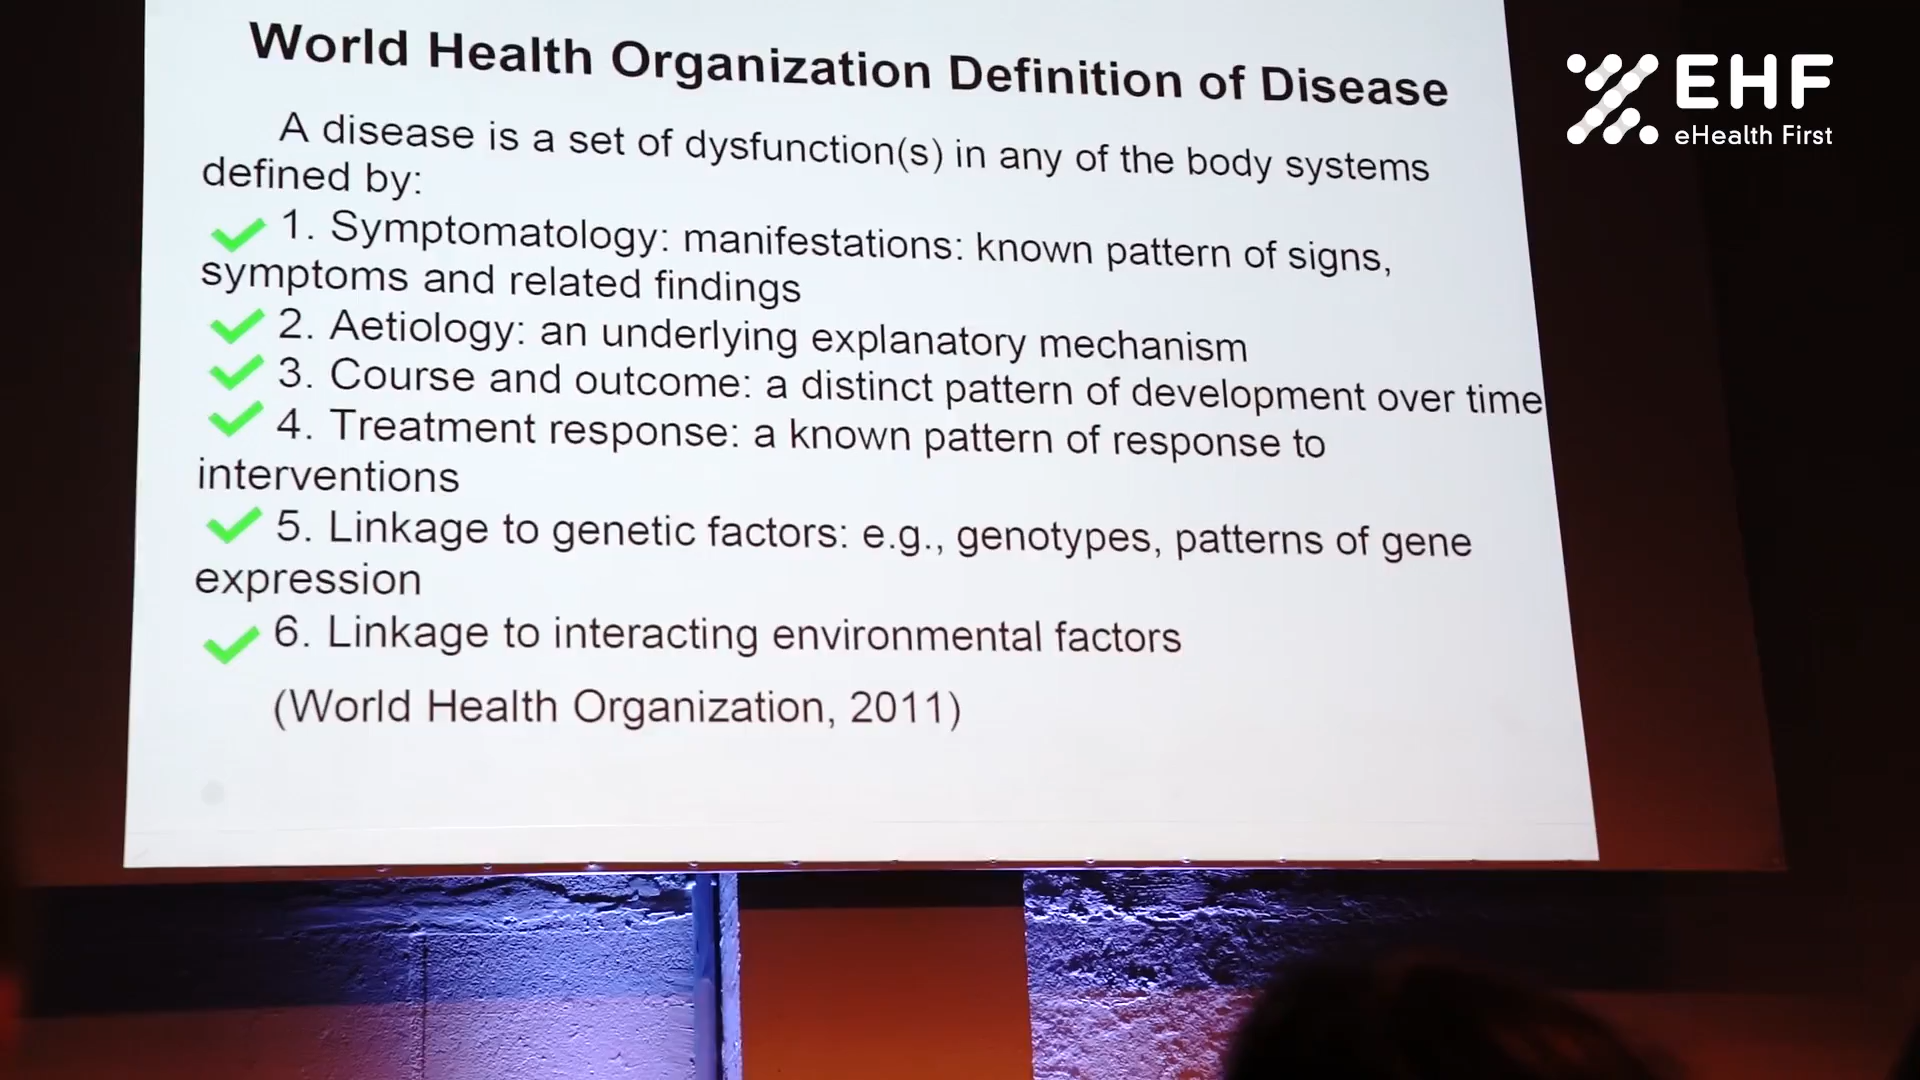 World Health Organization Definition of Disease
A disease is a set of dysfunction(s) in any of the body systems
defined by:
1. Symptomatology: manifestations: known pattern of signs,
symptoms and related findings
2. Aetiology: an underlying explanatory mechanism
3. Course and outcome: a distinct pattern of development over time
4. Treatment response: a known pattern of response to
interventions
5. Linkage to genetic factors: e.g., genotypes, patterns of gene
expression
6. Linkage to interacting environmental factors
(World Health Organization, 2011)
EHF
eHealth First